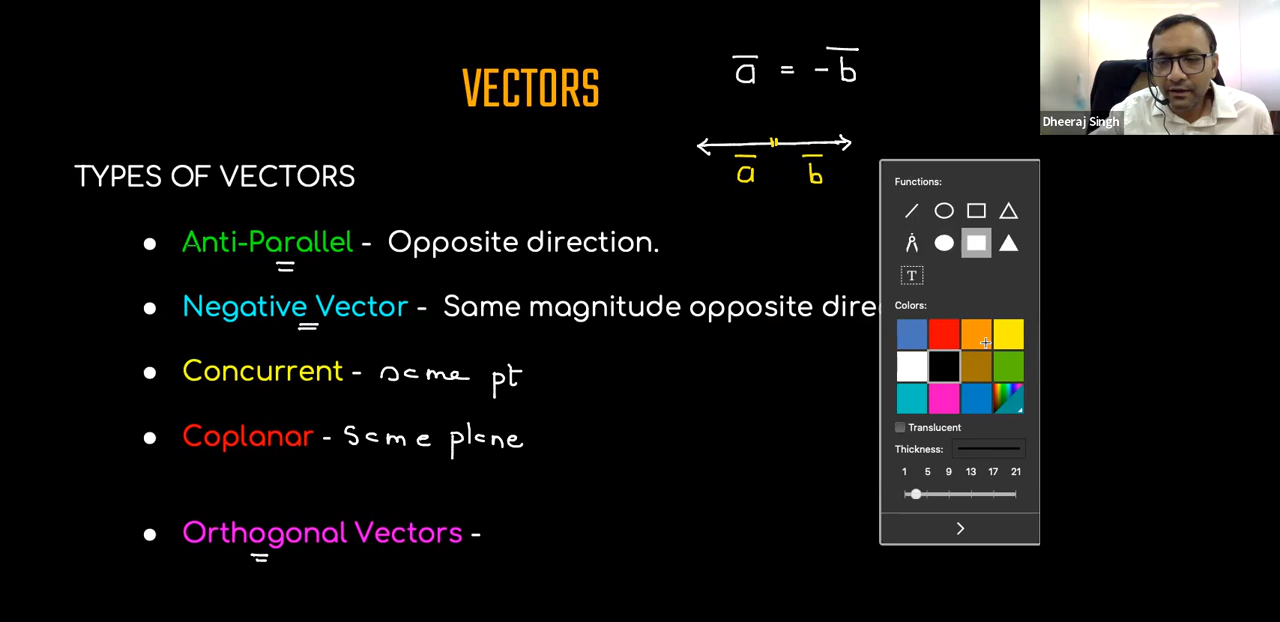 VECTORS
a̅ = -b̅
a̅ b̅
Dheeraj Singh
TYPES OF VECTORS
● Anti-Parallel - Opposite direction.
● Negative Vector - Same magnitude opposite dire
● Concurrent - same pt
● Coplanar - Same plane
● Orthogonal Vectors -
Functions:
T
Colors:
Translucent
Thickness:
1 5 9 13 17 21